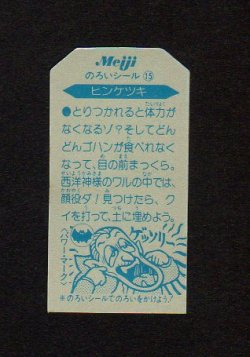 Meiji
のろいシール ⑮
ヒンケツキ
●とりつかれると体力が
なくなるゾ?そしてどん
どんゴハンが食べれなく
なって、目の前まっくら。
西洋神様のワルの中では、
顔役ダ!見つけたら、ク
イを打って、土に埋めよう。
ゲッソリ
〈パワー・マーク〉
※のろいシールでのろいをかけよう!